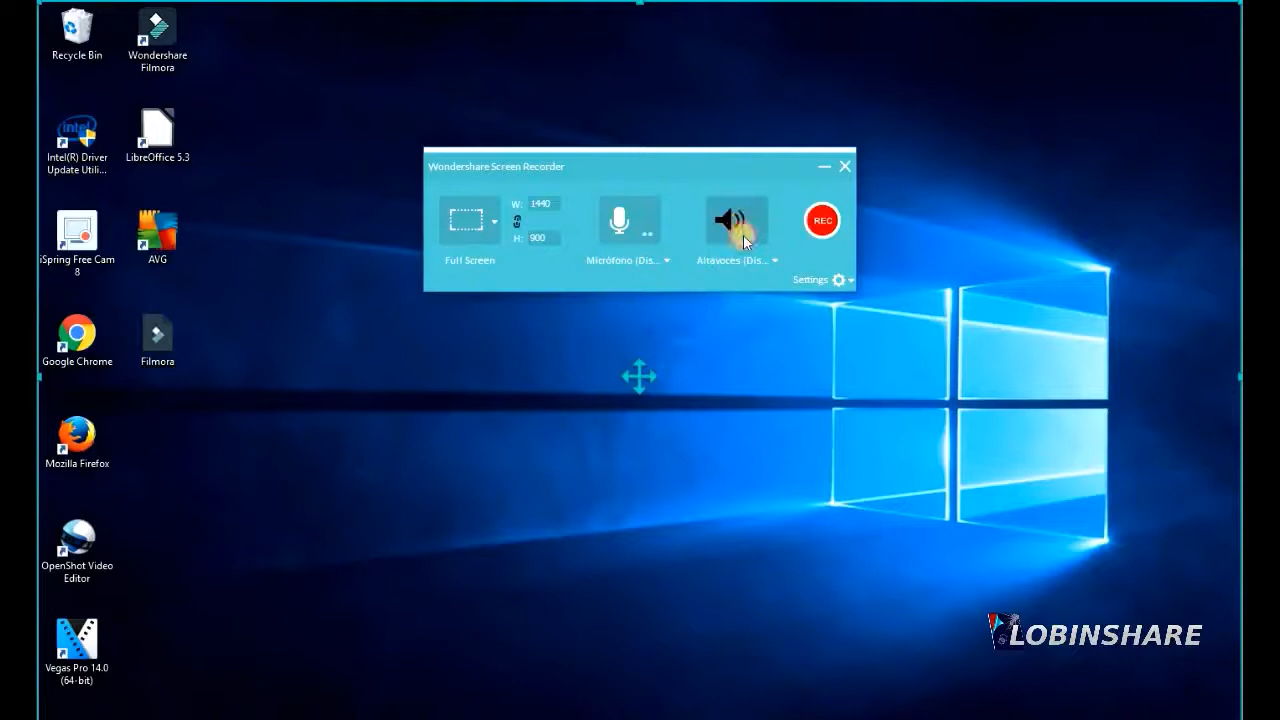 Recycle Bin
Wondershare
Filmora
intel
Intel(R) Driver
Update Utili...
LibreOffice 5.3
iSpring Free Cam
8
AVG
Google Chrome
Filmora
Mozilla Firefox
OpenShot Video
Editor
Vegas Pro 14.0
(64-bit)
Wondershare Screen Recorder
W: 1440
H: 900
REC
Full Screen
Micrófono (Dis...
Altavoces (Dis...
Settings
LOBINSHARE